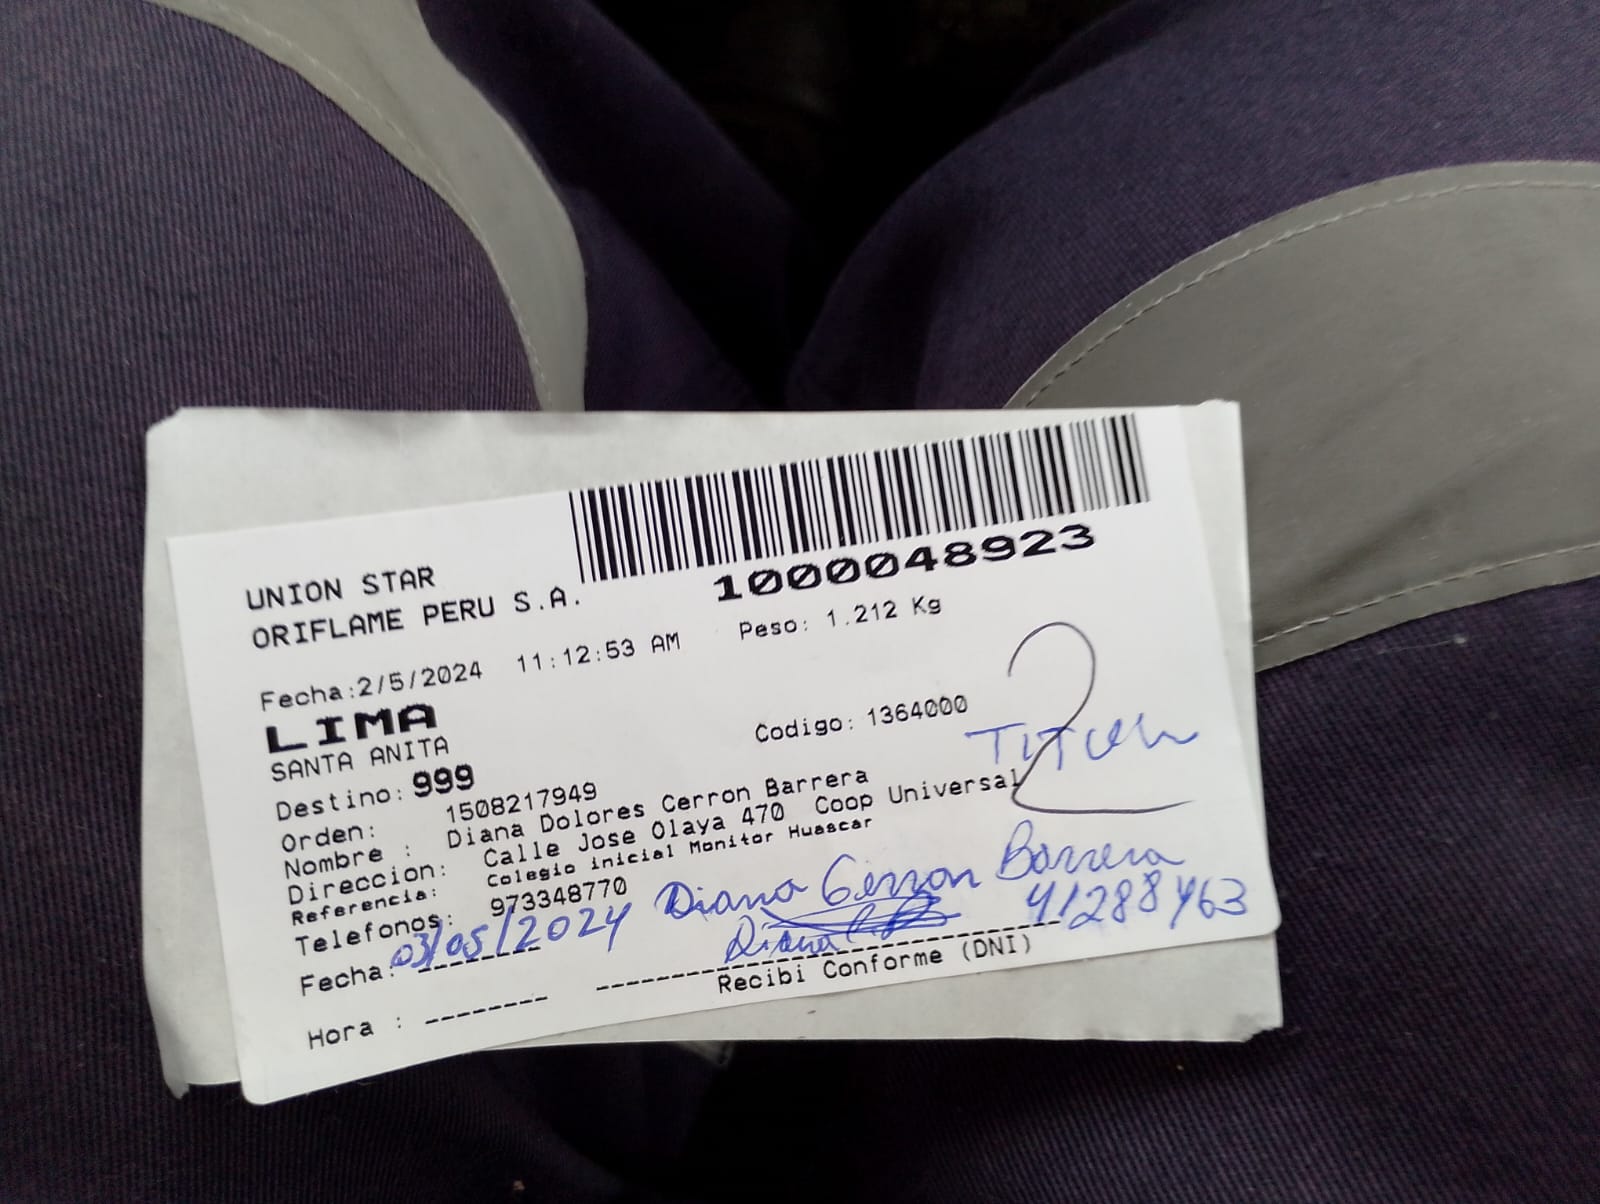 1000048923
UNION STAR
ORIFLAME PERU S.A.
Fecha:2/5/2024 11:12:53 AM Peso: 1.212 Kg
LIMA
SANTA ANITA Codigo: 1364000
2
Titular
Destino: 999
Orden: 1508217949
Nombre : Diana Dolores Cerron Barrera
Direccion: Calle Jose Olaya 470 Coop Universal
Referencia: Colegio inicial Monitor Huascar
Telefonos: 973348770
Diana Cerron Barrera
Fecha: 03/05/2024 Diana 41288463
Recibi Conforme (DNI)
Hora :